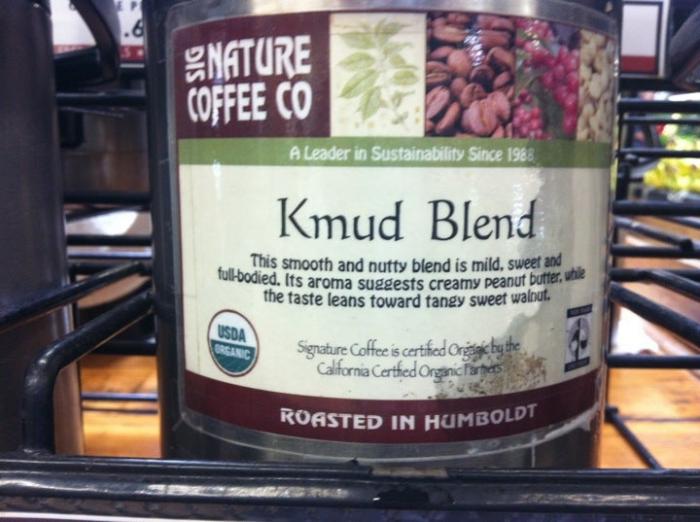 SIGNATURE
COFFEE CO
A Leader in Sustainability Since 1988
Kmud Blend
This smooth and nutty blend is mild, sweet and
full-bodied. Its aroma suggests creamy peanut butter, while
the taste leans toward tangy sweet walnut.
USDA
ORGANIC
Signature Coffee is certified Organic by the
California Certfied Organic Farmers
ROASTED IN HUMBOLDT